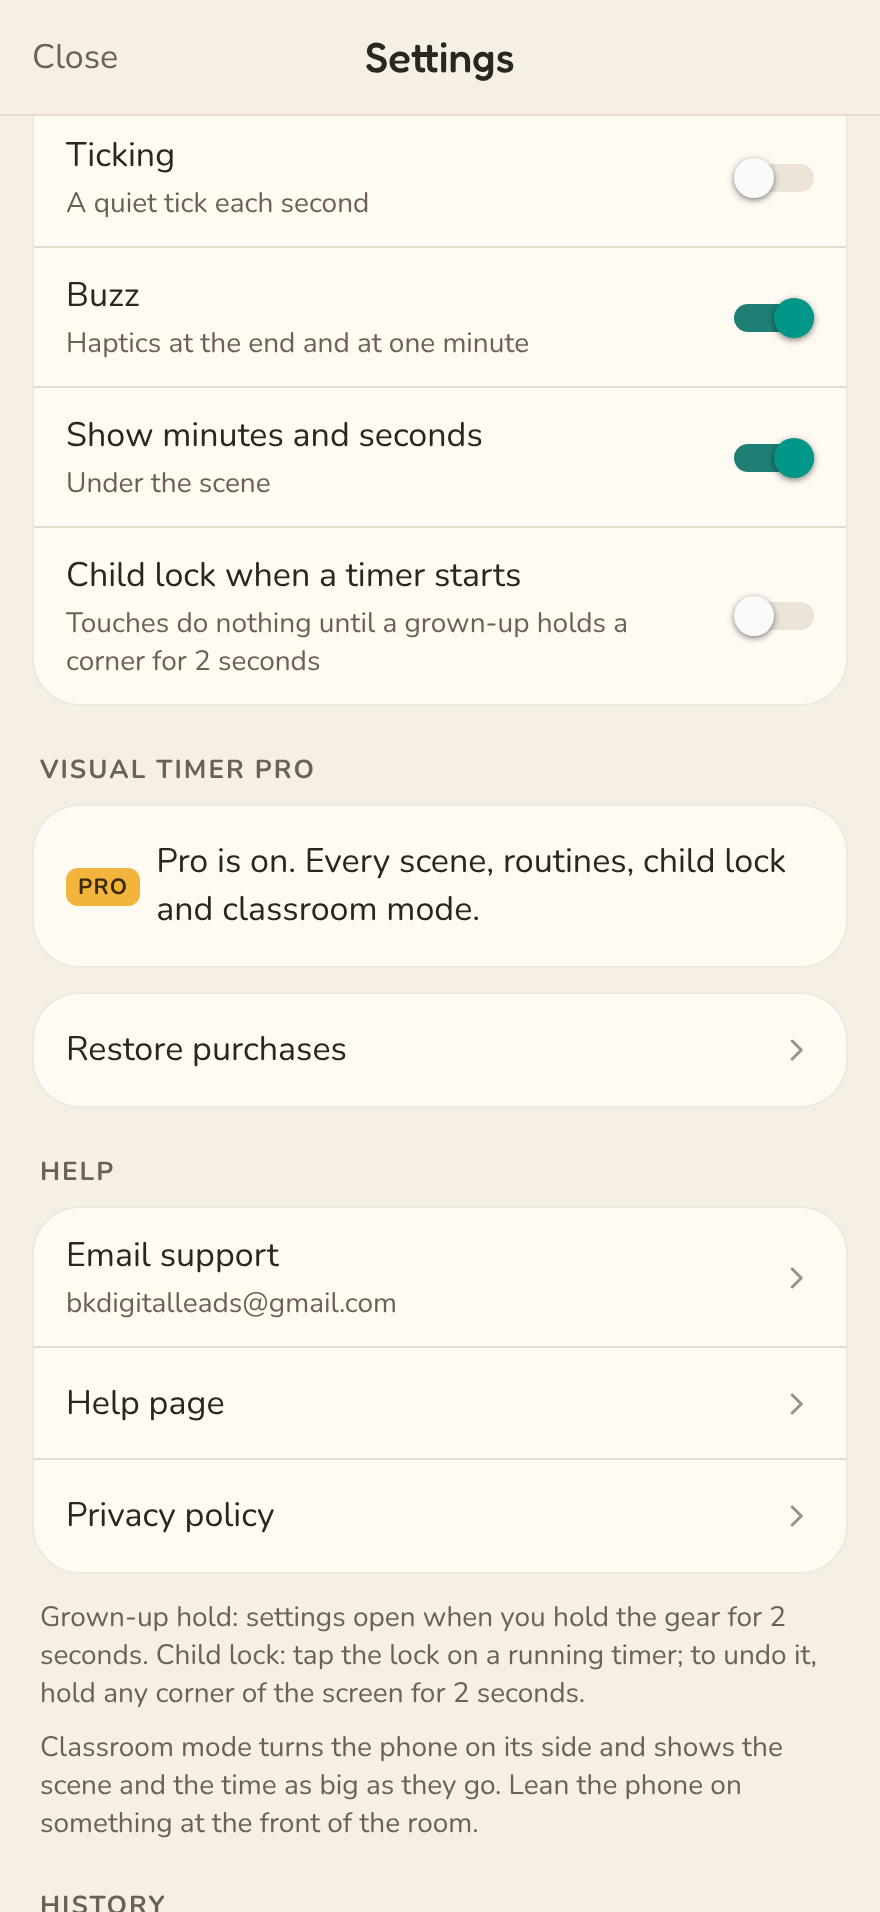 Close
Settings
Ticking
A quiet tick each second
Buzz
Haptics at the end and at one minute
Show minutes and seconds
Under the scene
Child lock when a timer starts
Touches do nothing until a grown-up holds a
corner for 2 seconds
VISUAL TIMER PRO
PRO
Pro is on. Every scene, routines, child lock
and classroom mode.
Restore purchases
HELP
Email support
bkdigitalleads@gmail.com
Help page
Privacy policy
Grown-up hold: settings open when you hold the gear for 2
seconds. Child lock: tap the lock on a running timer; to undo it,
hold any corner of the screen for 2 seconds.
Classroom mode turns the phone on its side and shows the
scene and the time as big as they go. Lean the phone on
something at the front of the room.
HISTORY